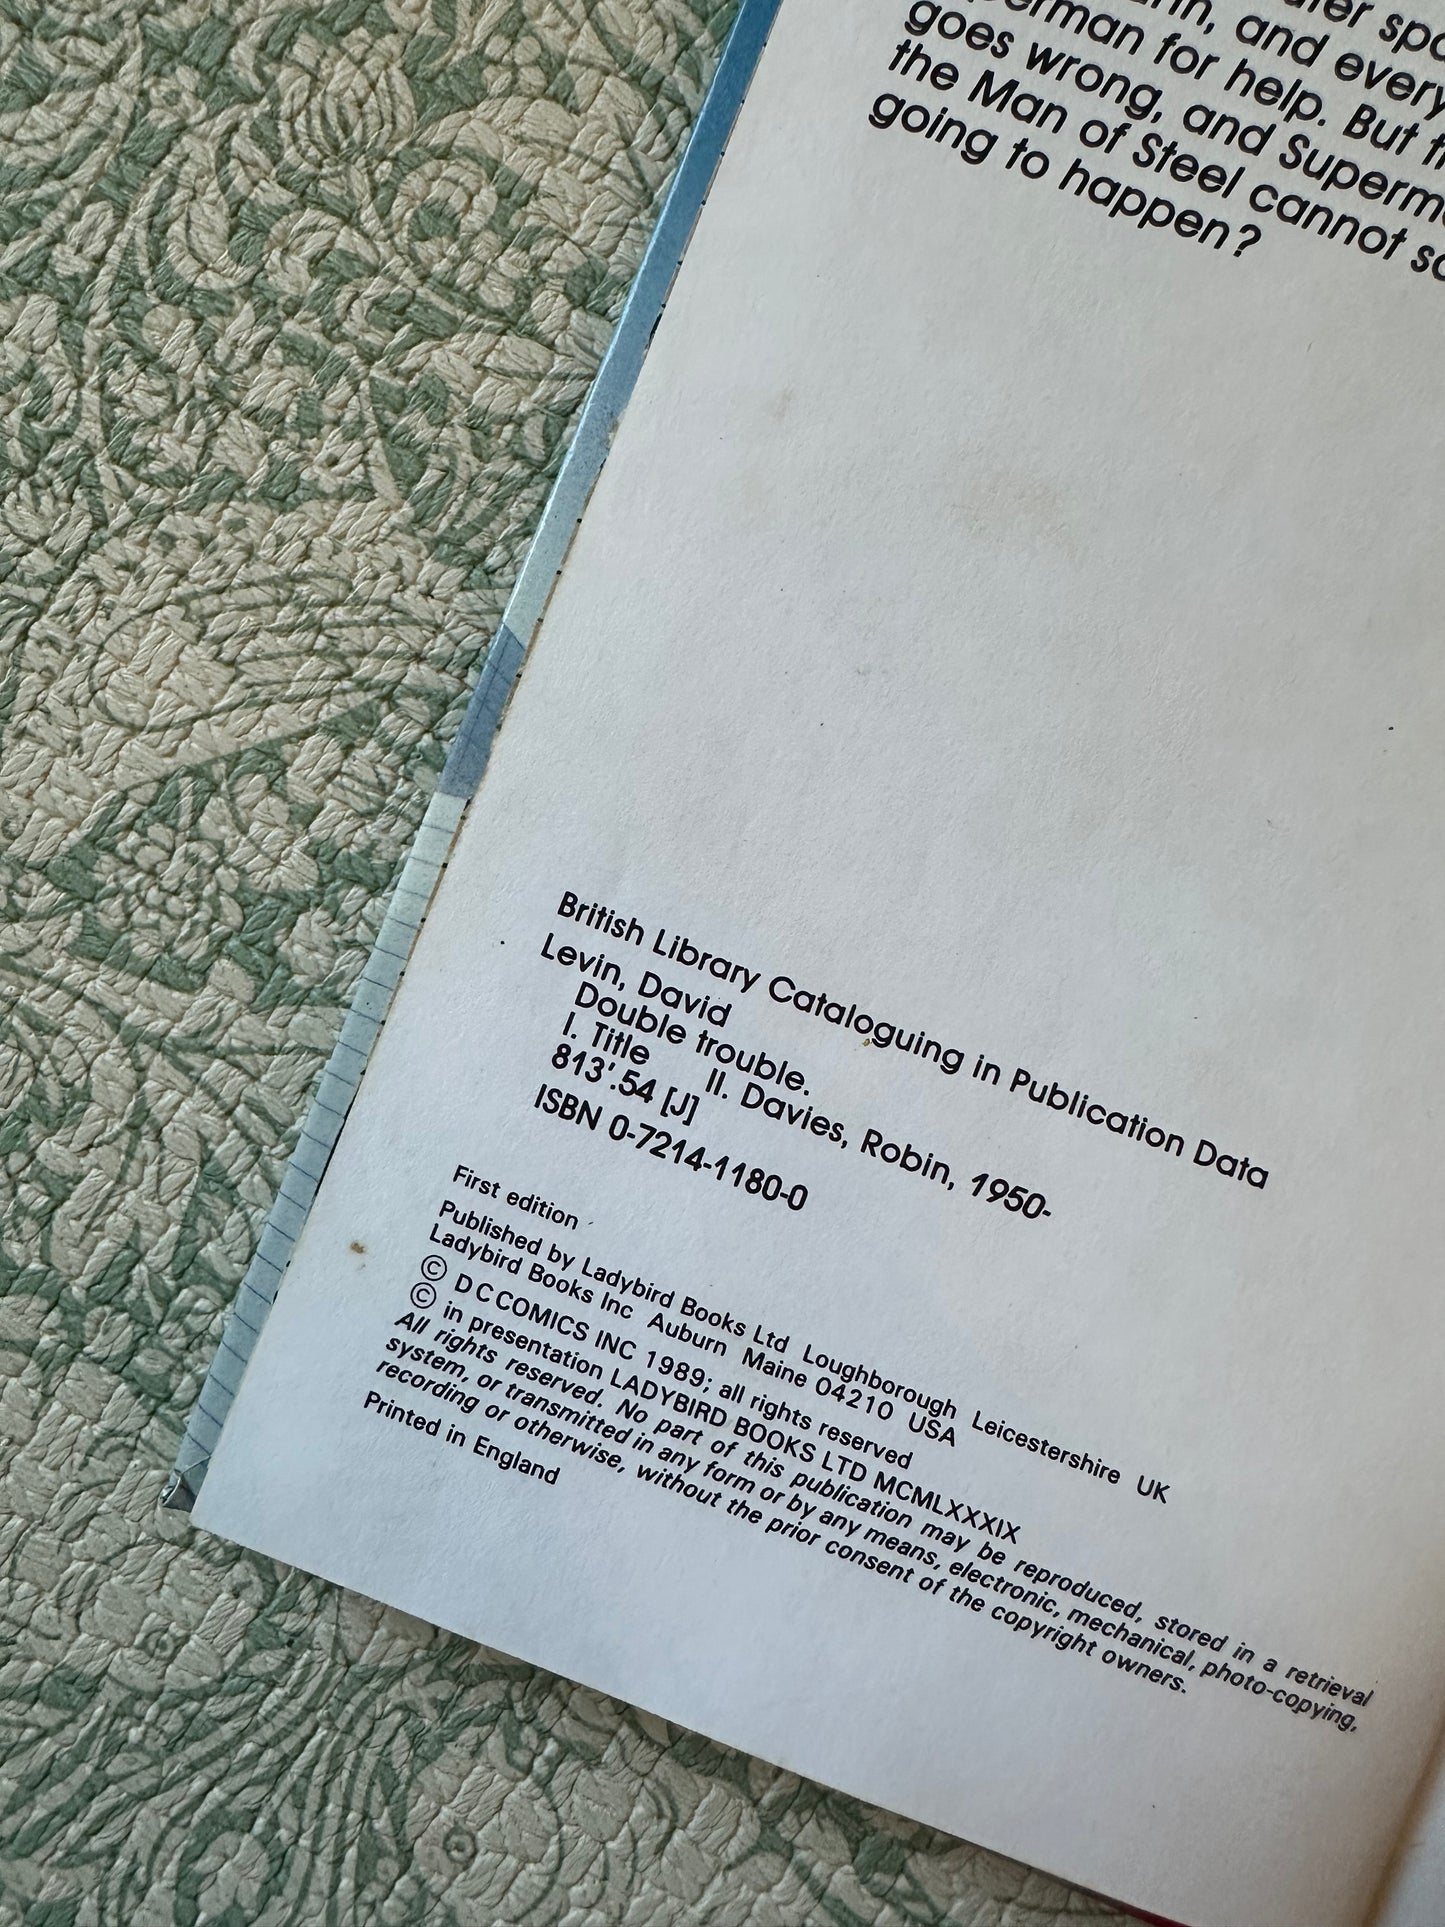 and every
for help. But
goes wrong, and
the Man of Steel cannot
going to happen?
British Library Cataloguing in Publication Data
Levin, David
Double trouble.
I. Title II. Davies, Robin, 1950-
813'.54 [J]
ISBN 0-7214-1180-0
First edition
Published by Ladybird Books Ltd Loughborough Leicestershire UK
Ladybird Books Inc Auburn Maine 04210 USA
© D C COMICS INC 1989; all rights reserved
© in presentation LADYBIRD BOOKS LTD MCMLXXXIX
All rights reserved. No part of this publication may be reproduced, stored in a retrieval
system, or transmitted in any form or by any means, electronic, mechanical, photo-copying,
recording or otherwise, without the prior consent of the copyright owners.
Printed in England